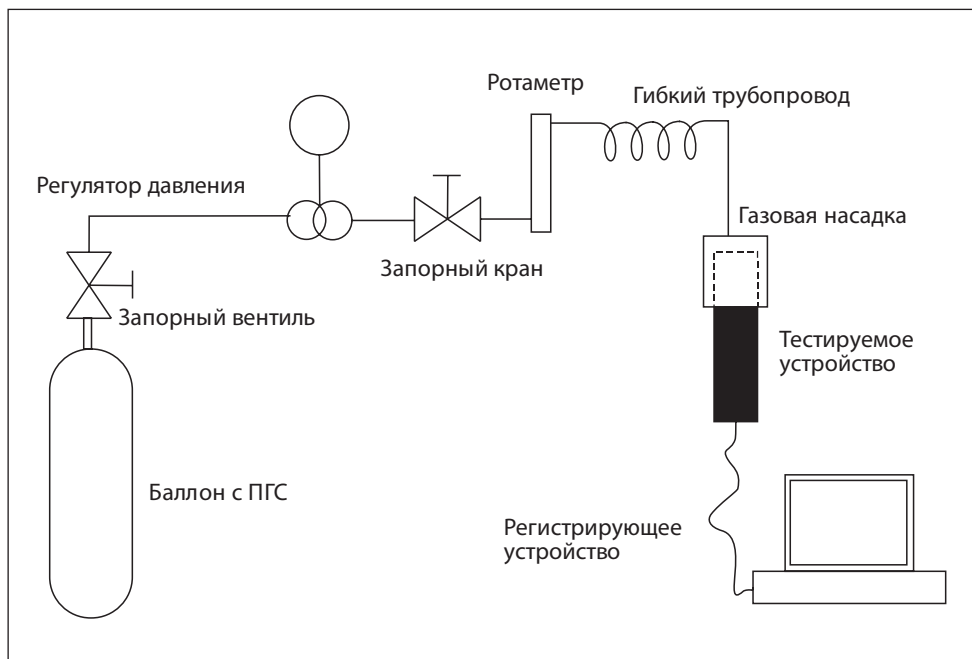 Ротаметр
Гибкий трубопровод
Регулятор давления
Газовая насадка
Запорный кран
Запорный вентиль
Тестируемое
устройство
Баллон с ПГС
Регистрирующее
устройство